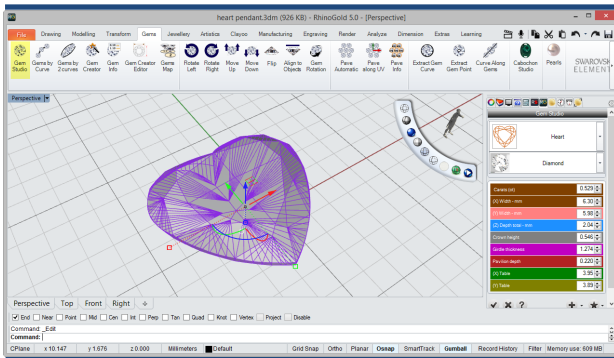 heart pendant.3dm (926 KB) - RhinoGold 5.0 - [Perspective]
File Drawing Modelling Transform Gems Jewellery Artistics Clayoo Manufacturing Engraving Render Analyze Dimension Extras Learning
Gem Studio
Gems by Curve
Gems by 2 curves
Gem Creator
Gem Info
Gem Creator Editor
Gems Map
Rotate Left
Rotate Right
Move Up
Move Down
Flip
Align to Objects
Gem Rotation
Pave Automatic
Pave along UV
Pave Info
Extract Gem Curve
Extract Gem Point
Curve Along Gems
Cabochon Studio
Pearls
SWAROVSK
ELEMEN
Perspective
Gem Studio
Heart
Diamond
Carats (ct) 0.529
(X) Width - mm 6.30
(Y) Width - mm 5.98
(Z) Depth total - mm 2.04
Crown height 0.546
Girdle thickness 1.274
Pavilion depth 0.220
(X) Table 3.95
(Y) Table 3.89
Perspective Top Front Right
End Near Point Mid Cen Int Perp Tan Quad Knot Vertex Project Disable
Command: _Edit
Command:
CPlane x 10.147 y 1.676 z 0.000 Millimeters Default Grid Snap Ortho Planar Osnap SmartTrack Gumball Record History Filter Memory use: 609 MB